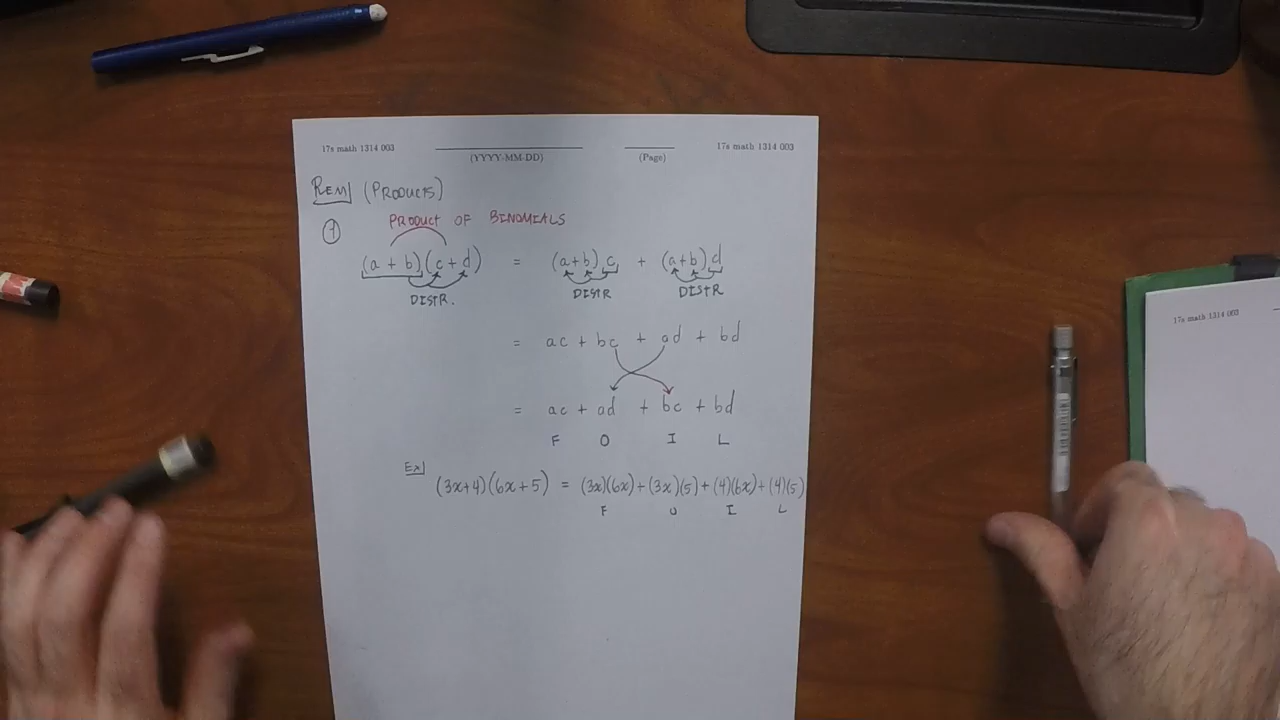 17s math 1314 003 (YYYY-MM-DD) (Page) 17s math 1314 003
REM (PRODUCTS)
PRODUCT OF BINOMIALS
1
(a + b)(c + d) = (a+b)c + (a+b)d
DISTR. DISTR DISTR
= ac + bc + ad + bd
= ac + ad + bc + bd
F O I L
Ex
(3x+4)(6x+5) = (3x)(6x)+(3x)(5)+(4)(6x)+(4)(5)
F O I L
17s math 1314 003